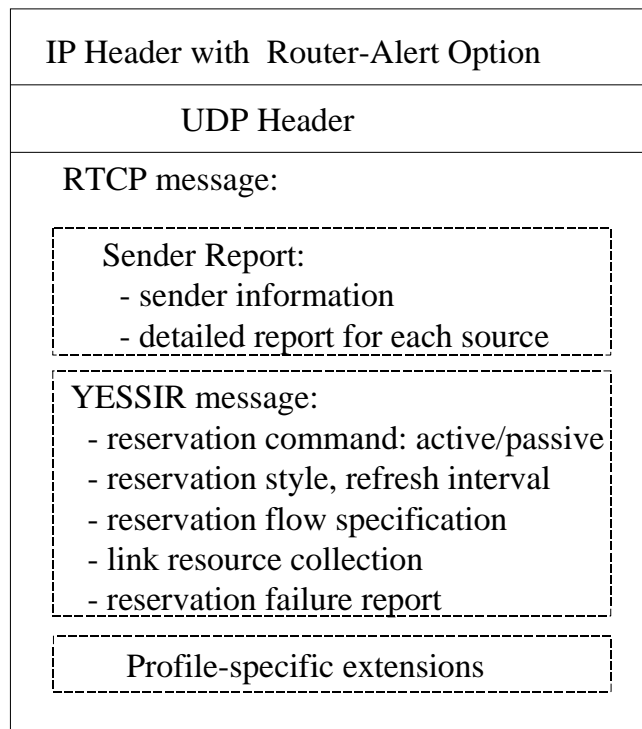 IP Header with Router-Alert Option
UDP Header
RTCP message:
Sender Report:
- sender information
- detailed report for each source
YESSIR message:
- reservation command: active/passive
- reservation style, refresh interval
- reservation flow specification
- link resource collection
- reservation failure report
Profile-specific extensions